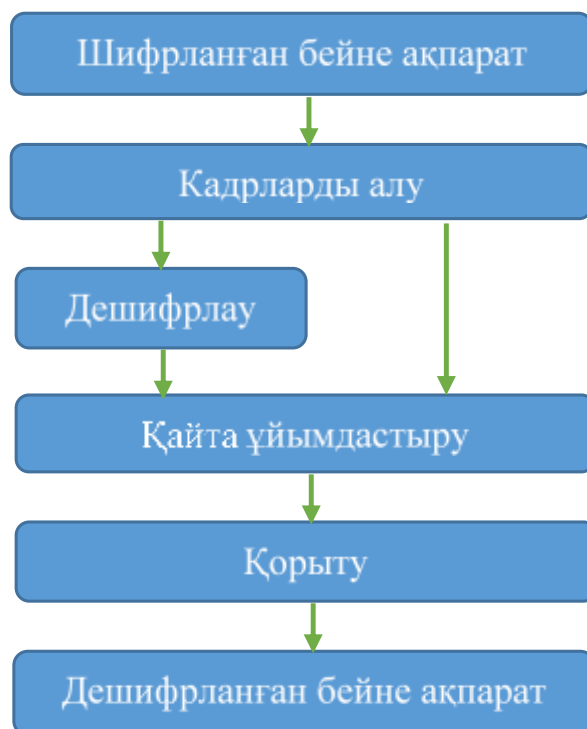 Шифрланған бейне ақпарат
Кадрларды алу
Дешифрлау
Қайта ұйымдастыру
Қорыту
Дешифрланған бейне ақпарат